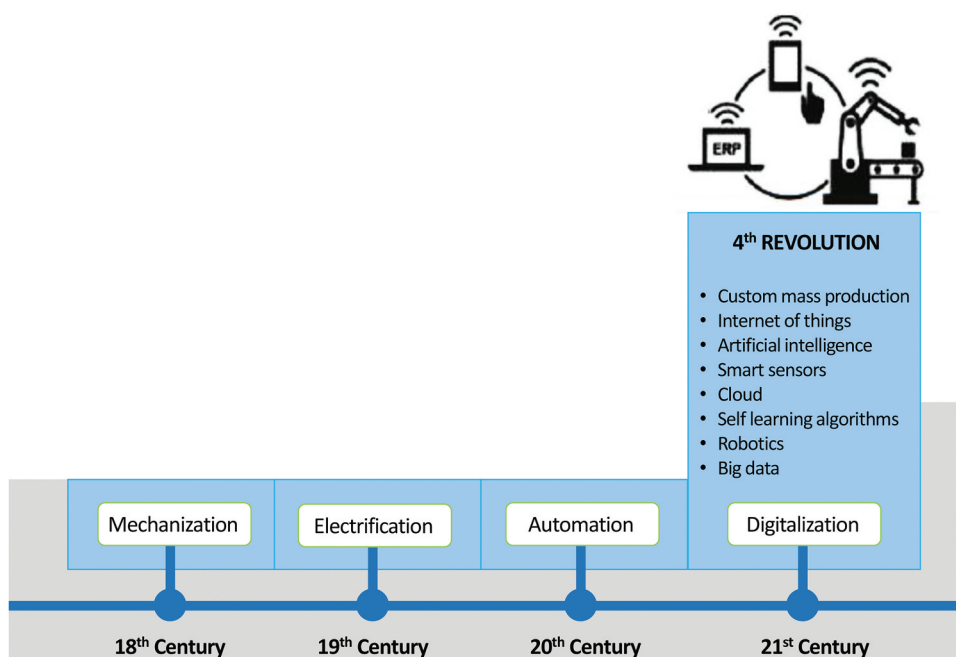 ERP
4th REVOLUTION
• Custom mass production
• Internet of things
• Artificial intelligence
• Smart sensors
• Cloud
• Self learning algorithms
• Robotics
• Big data
Mechanization
Electrification
Automation
Digitalization
18th Century
19th Century
20th Century
21st Century